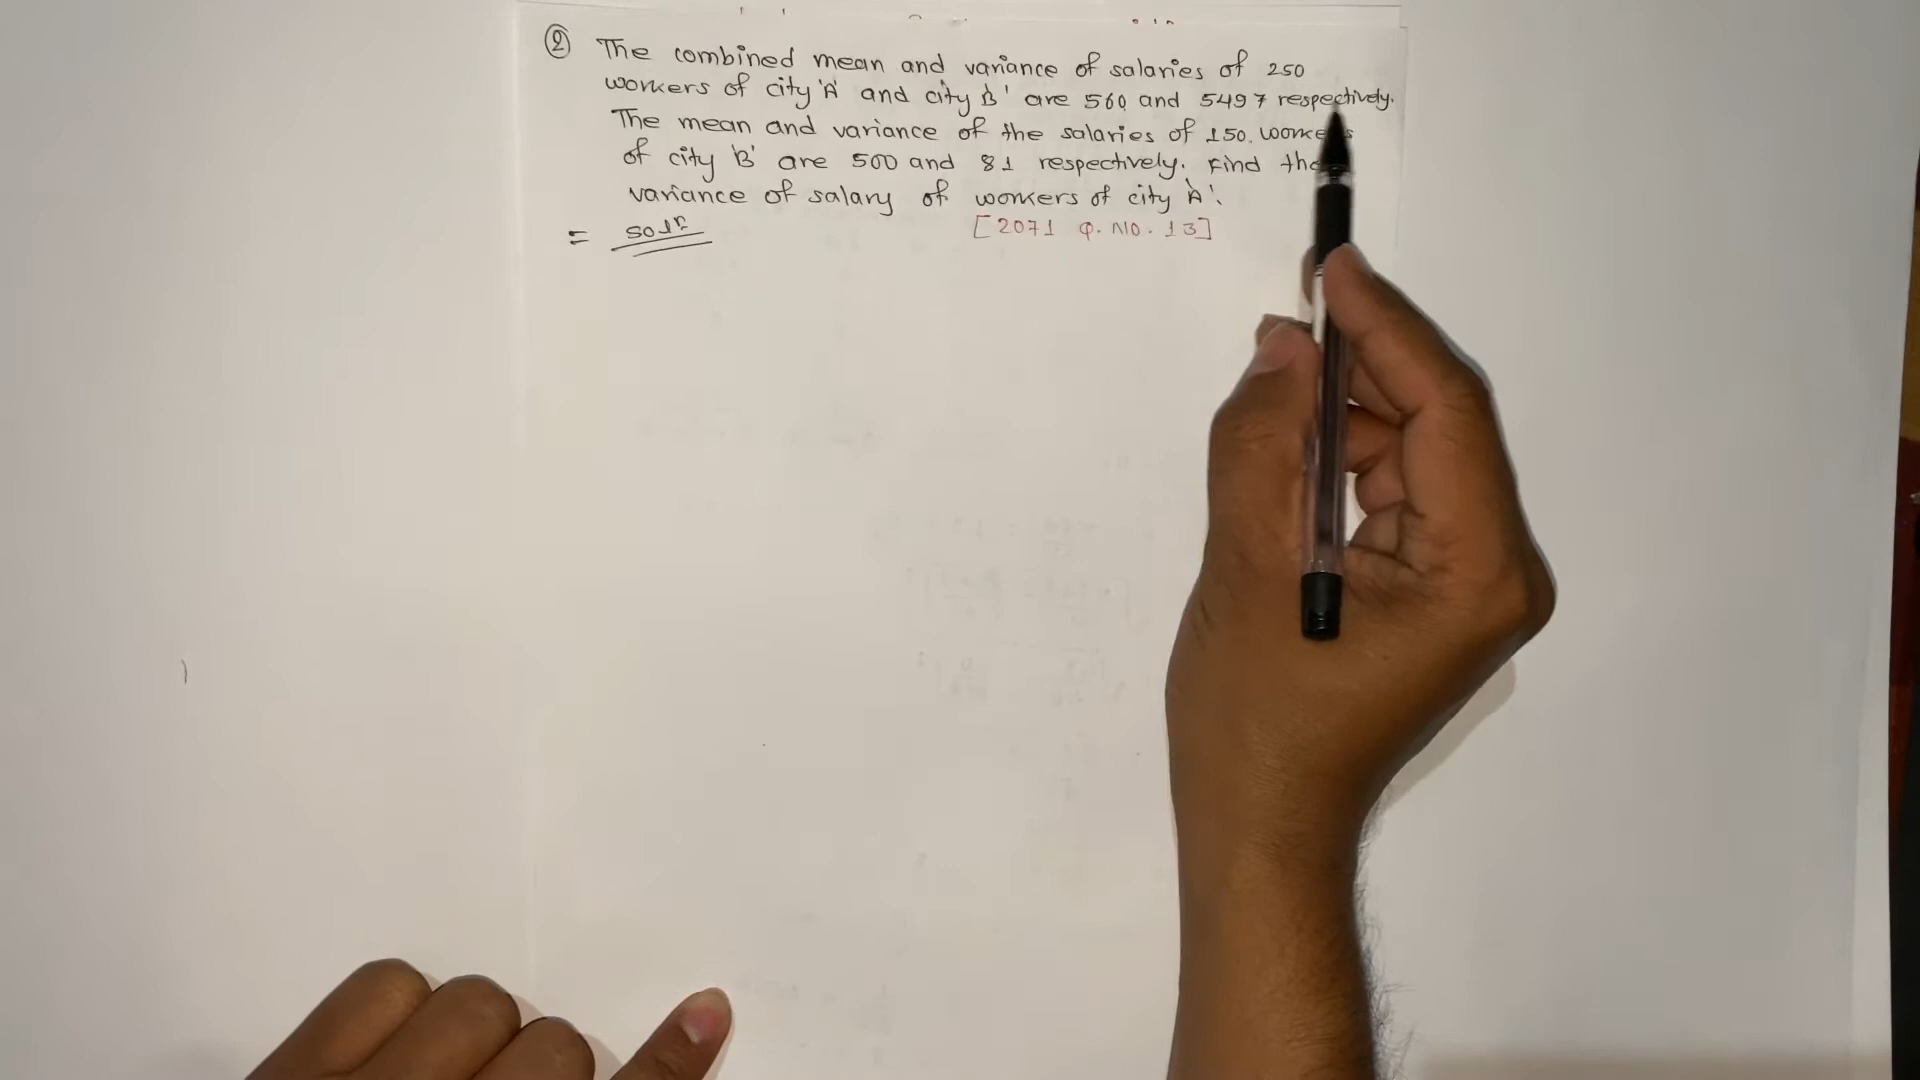 ② The combined mean and variance of salaries of 250
workers of city 'A' and city 'B' are 560 and 5497 respectively.
The mean and variance of the salaries of 150. workers
of city 'B' are 500 and 81 respectively. Find the
variance of salary of workers of city 'A'.
= solⁿ [2071 Q. NO. 13]